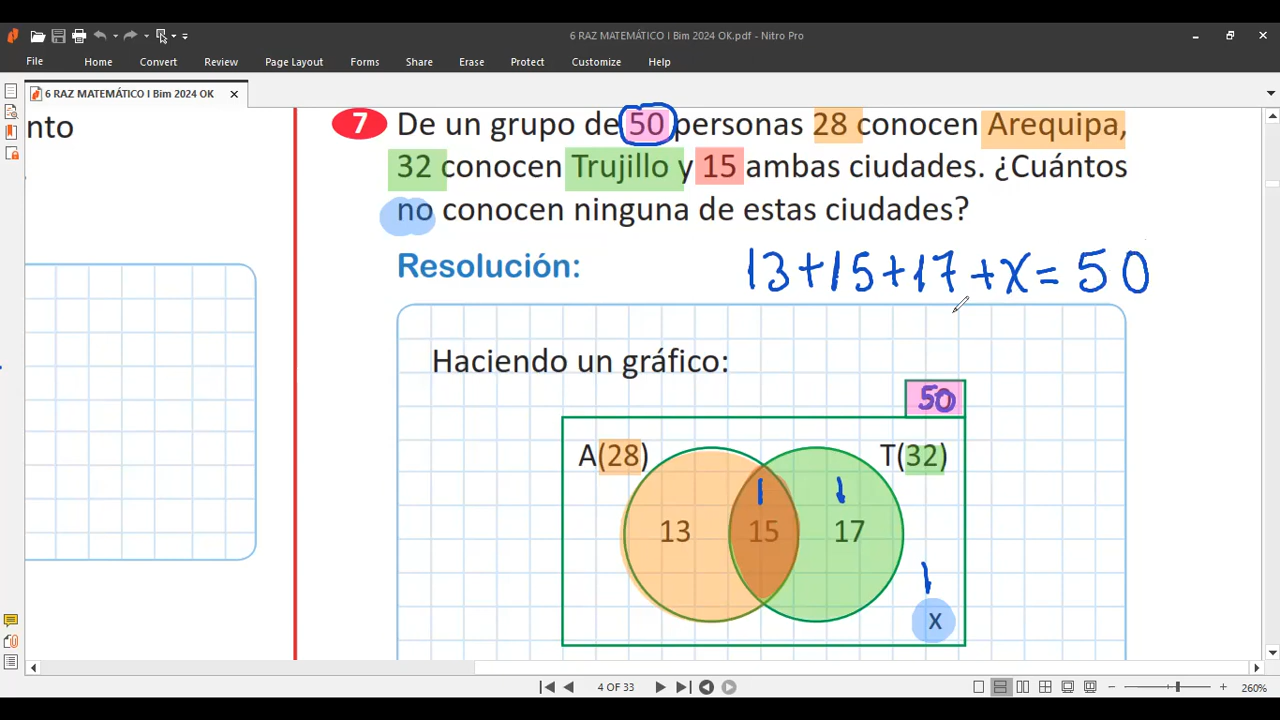 6 RAZ MATEMÁTICO I Bim 2024 OK.pdf - Nitro Pro
File Home Convert Review Page Layout Forms Share Erase Protect Customize Help
6 RAZ MATEMÁTICO I Bim 2024 OK
nto
7 De un grupo de 50 personas 28 conocen Arequipa,
32 conocen Trujillo y 15 ambas ciudades. ¿Cuántos
no conocen ninguna de estas ciudades?
Resolución:
13+15+17+x=50
Haciendo un gráfico:
50
A(28) T(32)
13 15 17
x
4 OF 33
260%